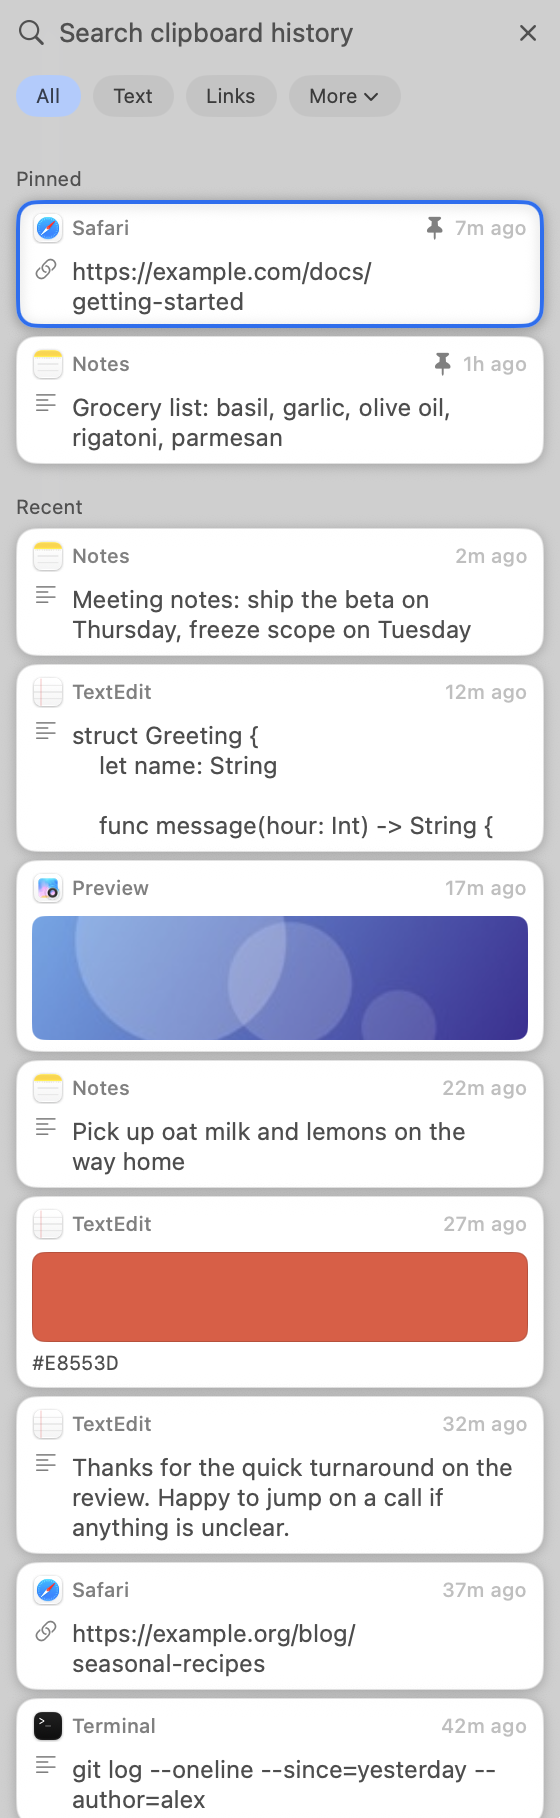 Search clipboard history
All
Text
Links
More
Pinned
Safari
7m ago
https://example.com/docs/
getting-started
Notes
1h ago
Grocery list: basil, garlic, olive oil,
rigatoni, parmesan
Recent
Notes
2m ago
Meeting notes: ship the beta on
Thursday, freeze scope on Tuesday
TextEdit
12m ago
struct Greeting {
    let name: String

    func message(hour: Int) -> String {
Preview
17m ago
Notes
22m ago
Pick up oat milk and lemons on the
way home
TextEdit
27m ago
#E8553D
TextEdit
32m ago
Thanks for the quick turnaround on the
review. Happy to jump on a call if
anything is unclear.
Safari
37m ago
https://example.org/blog/
seasonal-recipes
Terminal
42m ago
git log --oneline --since=yesterday --
author=alex